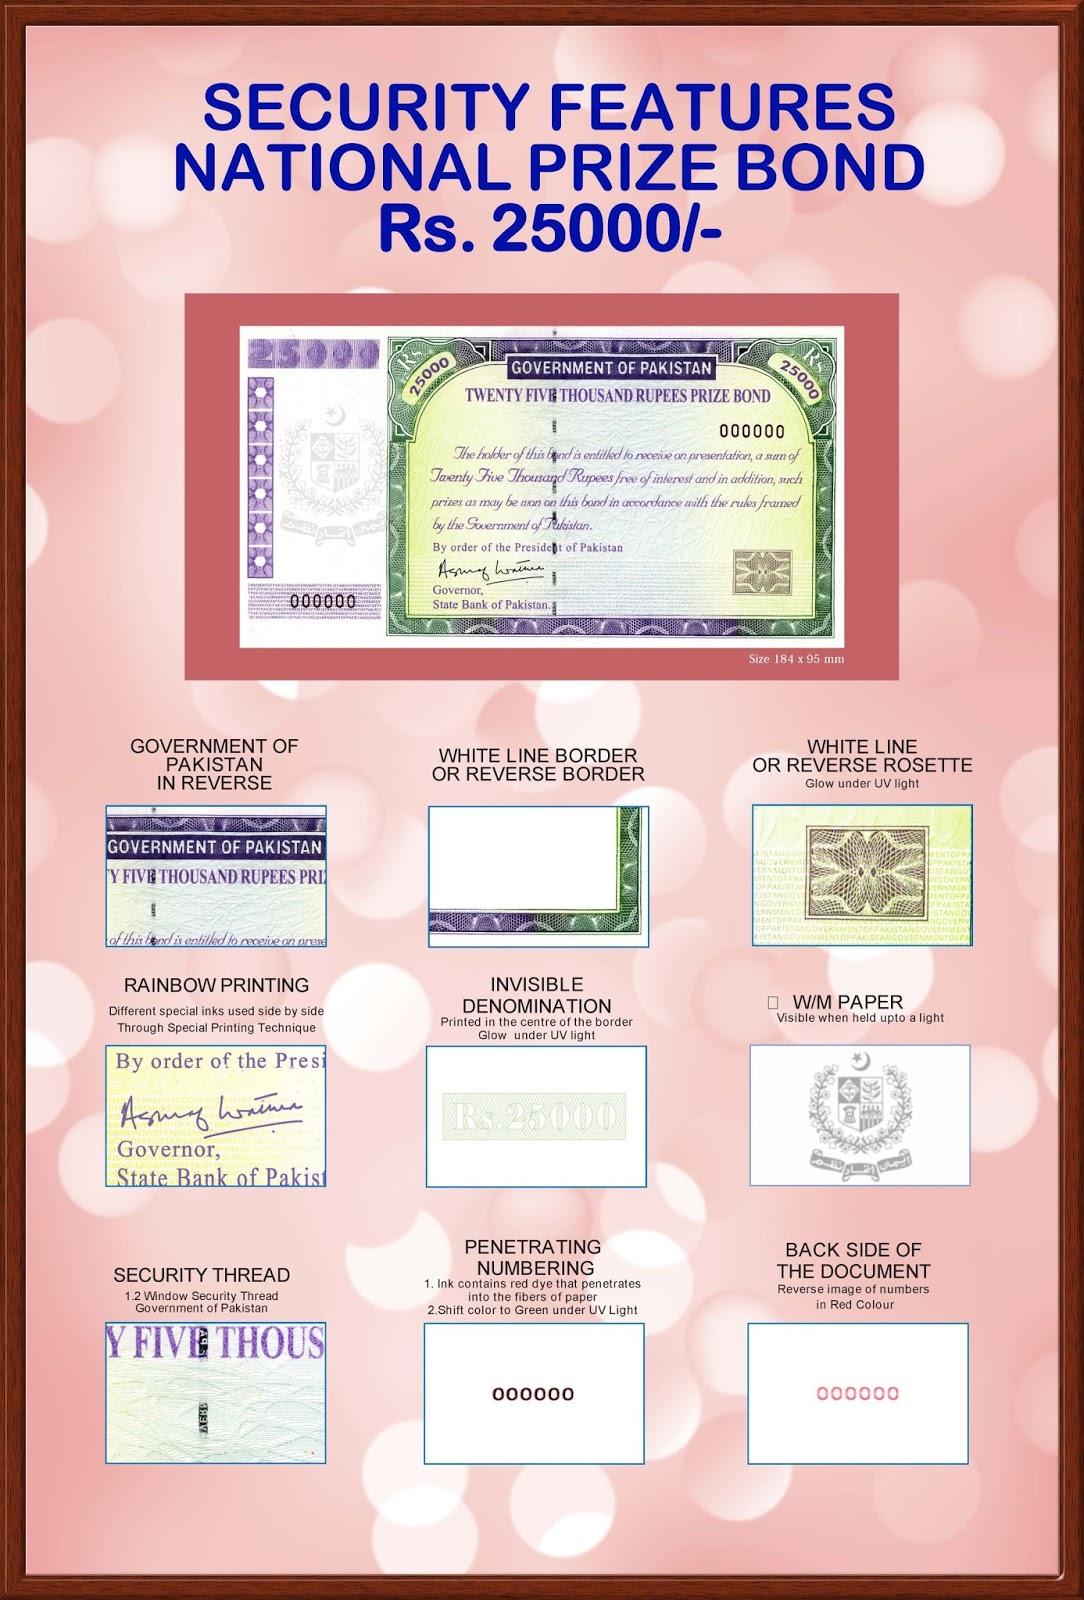 SECURITY FEATURES
NATIONAL PRIZE BOND
Rs. 25000/-
25000
Rs 25000
GOVERNMENT OF PAKISTAN
Rs 25000
TWENTY FIVE THOUSAND RUPEES PRIZE BOND
000000
The holder of this bond is entitled to receive on presentation, a sum of
Twenty Five Thousand Rupees free of interest and in addition, such
prizes as may be won on this bond in accordance with the rules framed
by the Government of Pakistan.
By order of the President of Pakistan
Governor,
State Bank of Pakistan.
000000
Size 184 x 95 mm
GOVERNMENT OF
PAKISTAN
IN REVERSE
GOVERNMENT OF PAKISTAN
Y FIVE THOUSAND RUPEES PRI
of this bond is entitled to receive on prese
WHITE LINE BORDER
OR REVERSE BORDER
WHITE LINE
OR REVERSE ROSETTE
Glow under UV light
RAINBOW PRINTING
Different special inks used side by side
Through Special Printing Technique
By order of the Presi
Governor,
State Bank of Pakist
INVISIBLE
DENOMINATION
Printed in the centre of the border
Glow under UV light
Rs.25000
W/M PAPER
Visible when held upto a light
SECURITY THREAD
1.2 Window Security Thread
Government of Pakistan
Y FIVE THOUS
PENETRATING
NUMBERING
1. Ink contains red dye that penetrates
into the fibers of paper
2.Shift color to Green under UV Light
000000
BACK SIDE OF
THE DOCUMENT
Reverse image of numbers
in Red Colour
000000